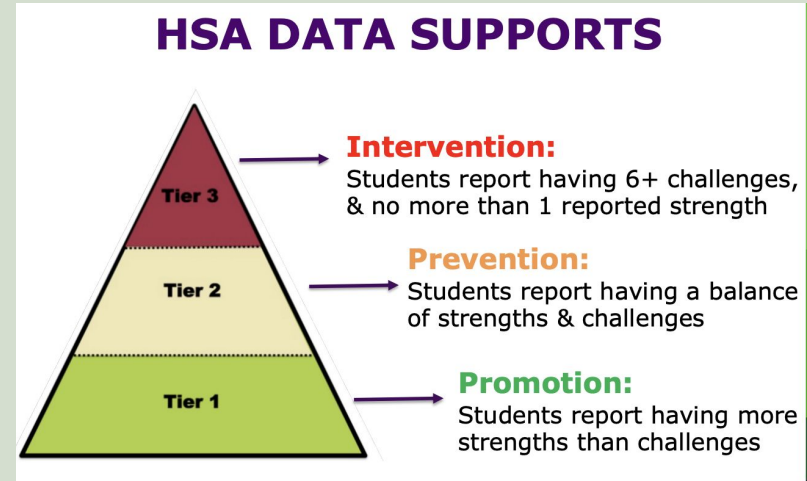 HSA DATA SUPPORTS
Tier 3
Intervention:
Students report having 6+ challenges,
& no more than 1 reported strength
Tier 2
Prevention:
Students report having a balance
of strengths & challenges
Tier 1
Promotion:
Students report having more
strengths than challenges